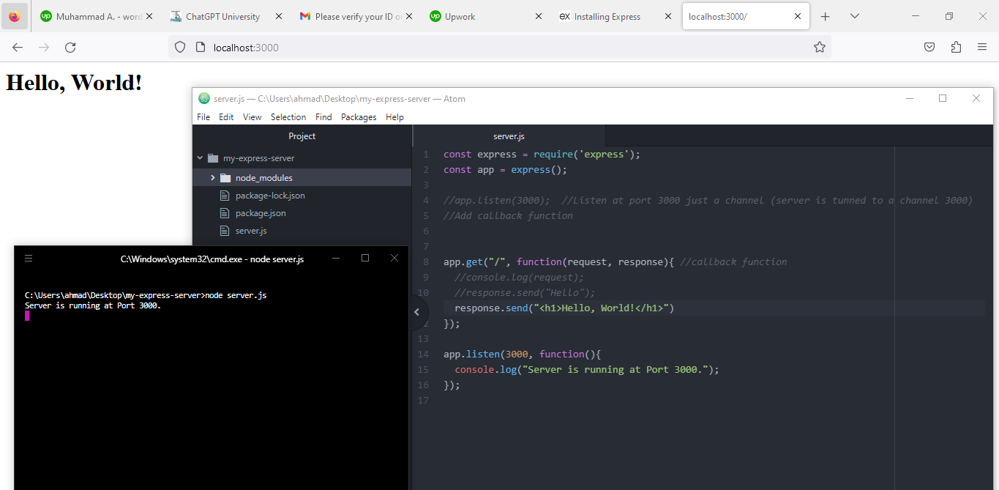 Muhammad A. - word
ChatGPT University
Please verify your ID o
Upwork
ex Installing Express
localhost:3000/
localhost:3000
Hello, World!
server.js — C:\Users\ahmad\Desktop\my-express-server — Atom
File Edit View Selection Find Packages Help
Project
my-express-server
node_modules
package-lock.json
package.json
server.js
server.js
1 const express = require('express');
2 const app = express();
3
4 //app.listen(3000);  //Listen at port 3000 just a channel (server is tunned to a channel 3000)
5 //Add callback function
6
7
8 app.get("/", function(request, response){ //callback function
9   //console.log(request);
10   //response.send("Hello");
  response.send("<h1>Hello, World!</h1>")
2 });
13
14 app.listen(3000, function(){
15   console.log("Server is running at Port 3000.");
16 });
17
C:\Windows\system32\cmd.exe - node server.js
C:\Users\ahmad\Desktop\my-express-server>node server.js
Server is running at Port 3000.